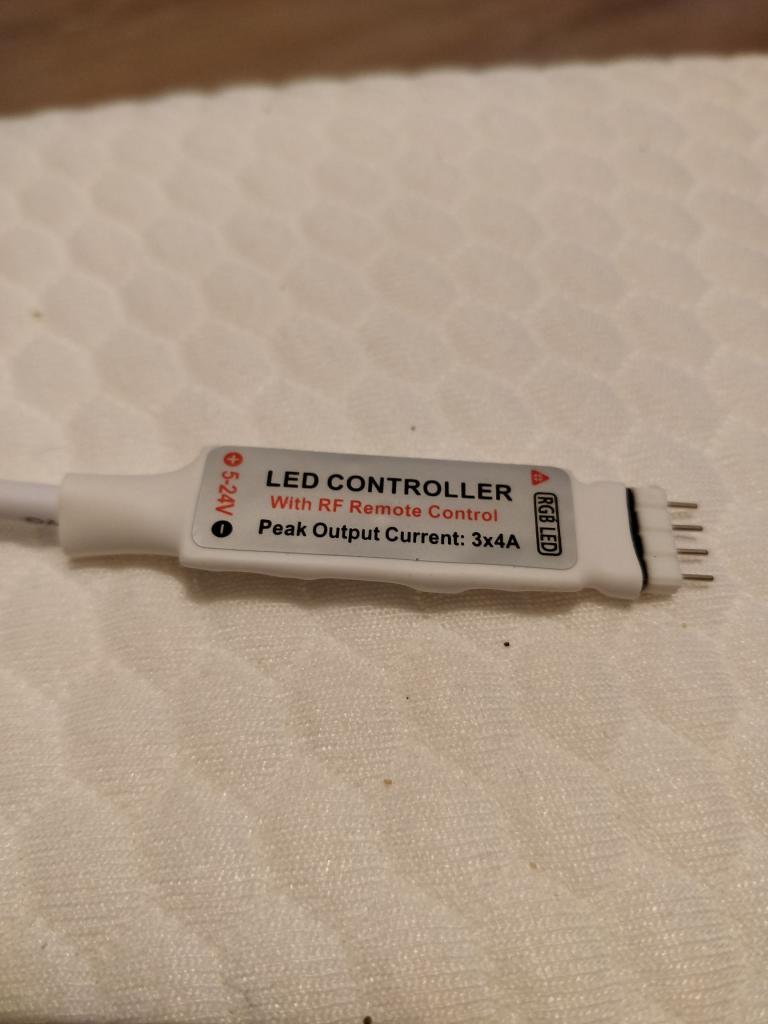 5-24V
LED CONTROLLER
With RF Remote Control
Peak Output Current: 3x4A
RGB LED